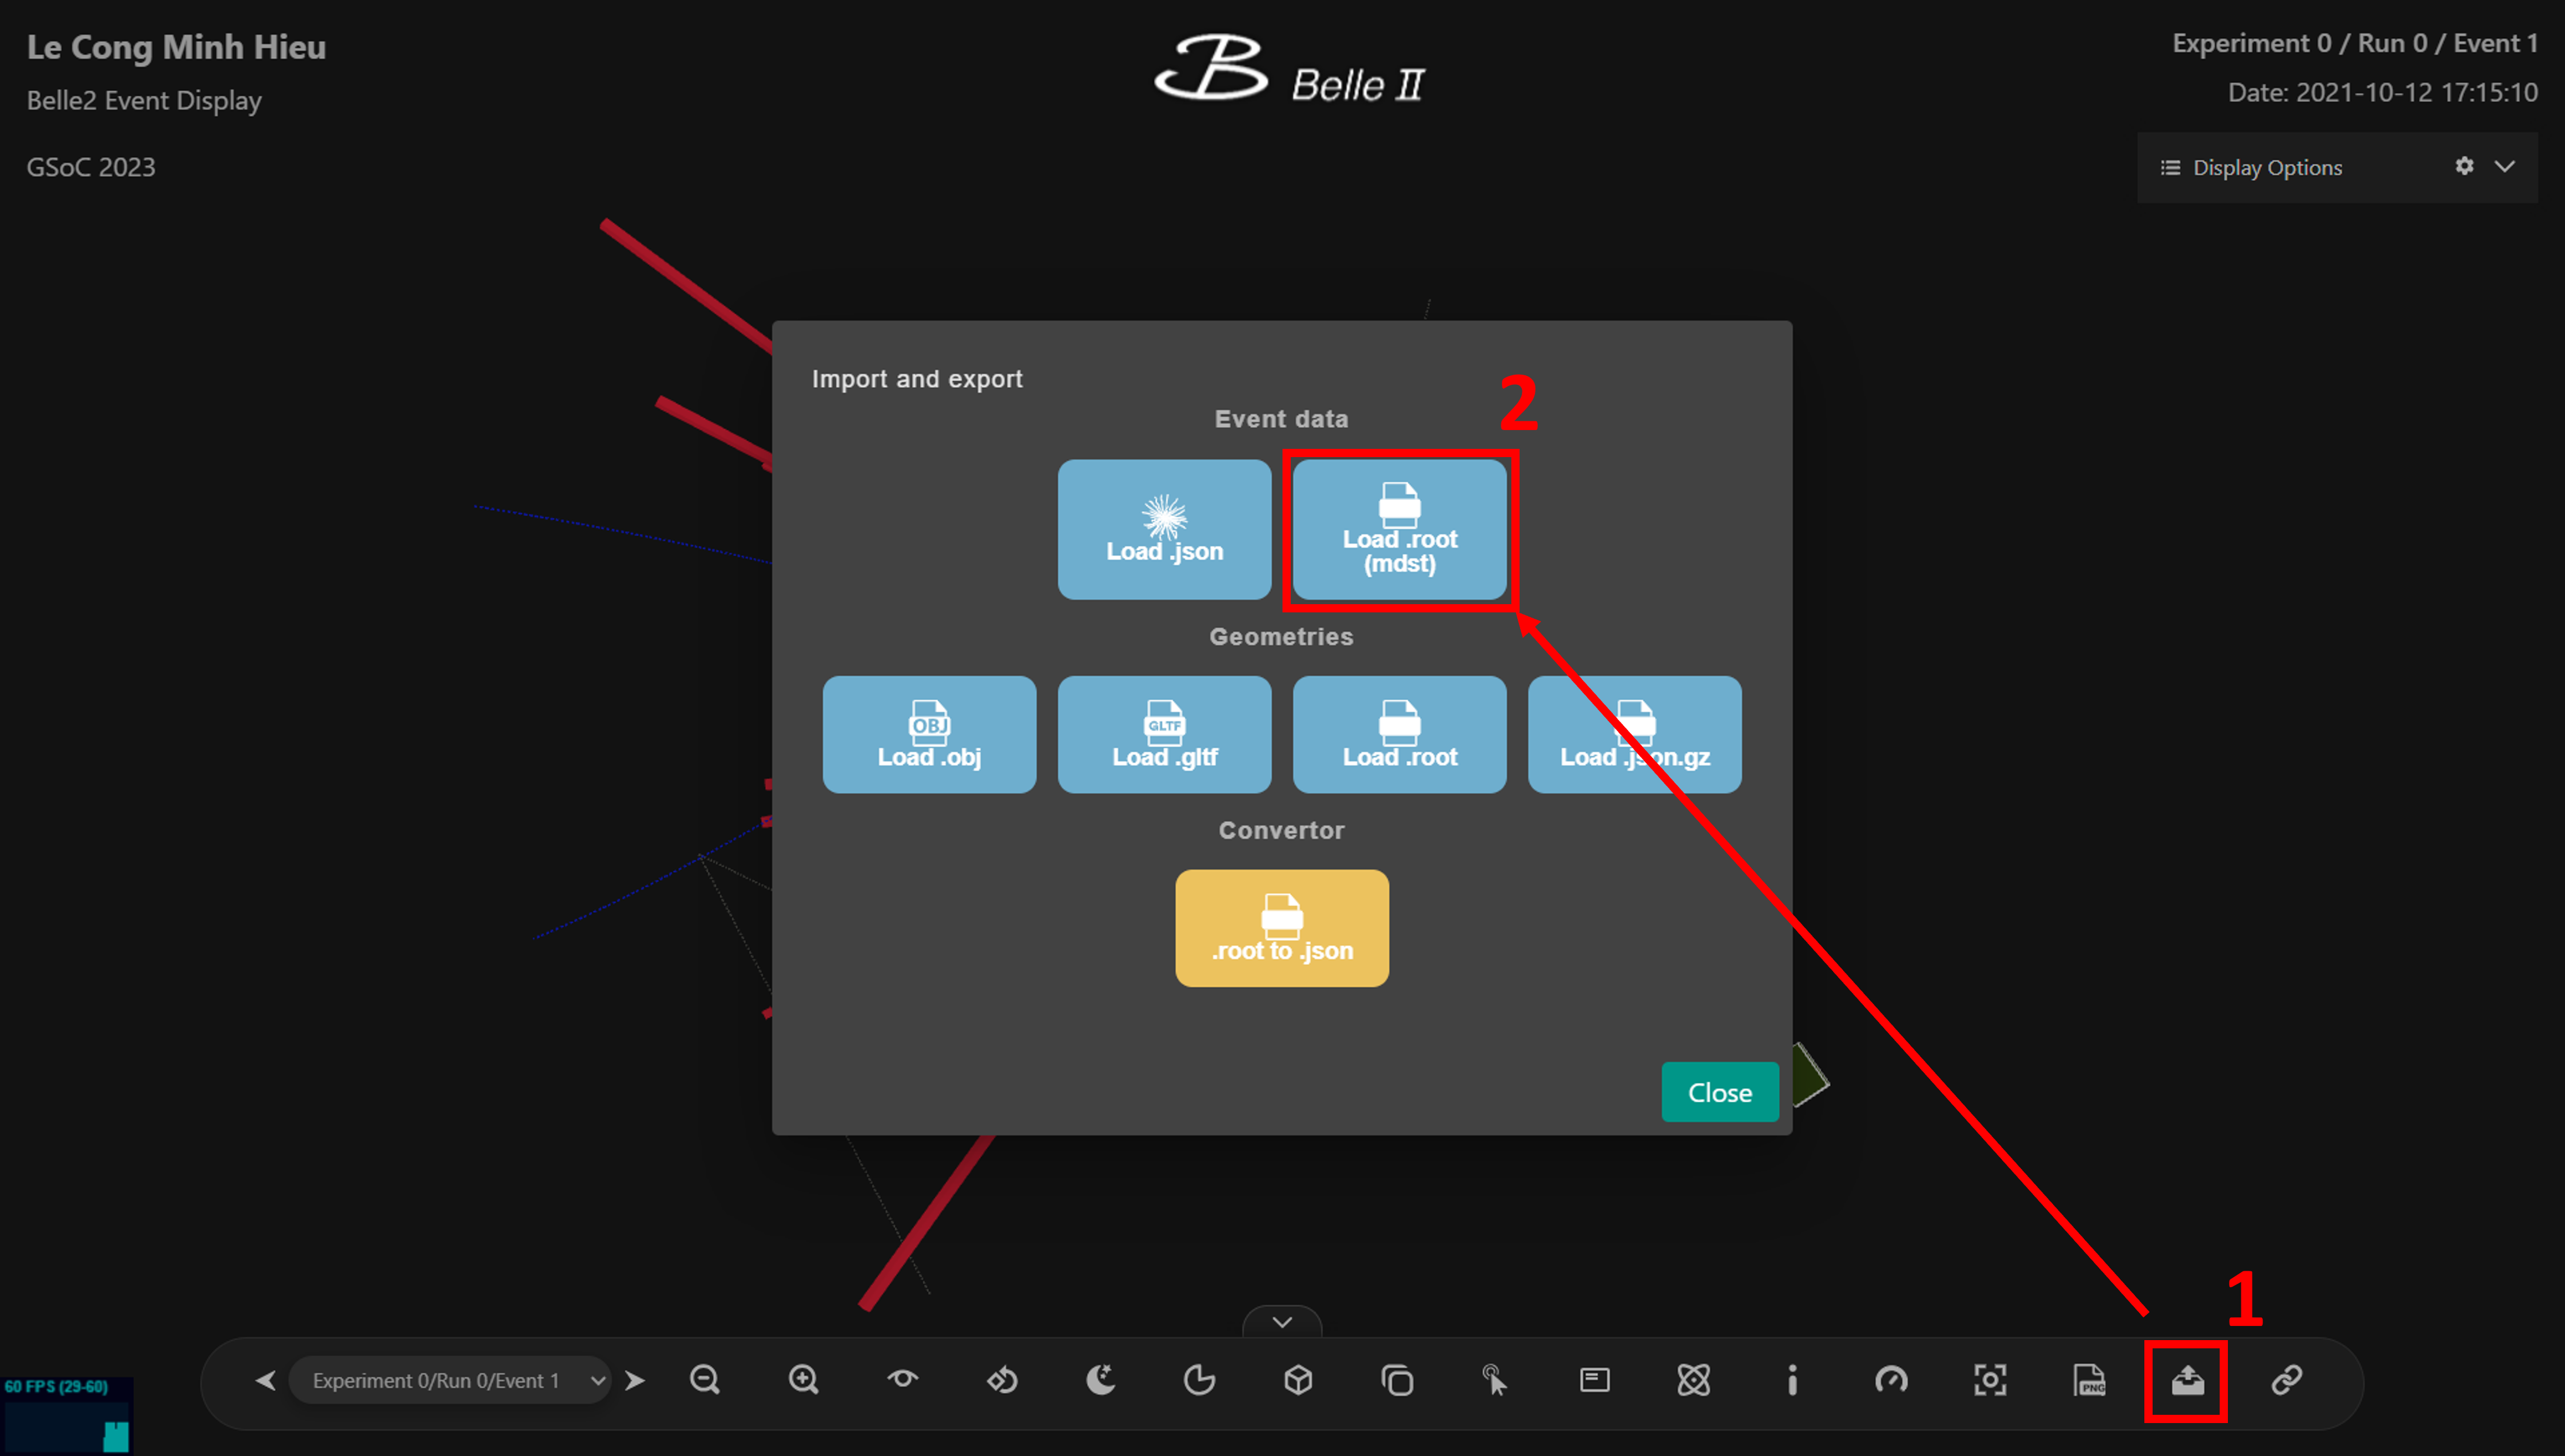 Le Cong Minh Hieu
Belle2 Event Display
GSoC 2023
Belle II
Experiment 0 / Run 0 / Event 1
Date: 2021-10-12 17:15:10
Display Options
Import and export
2
Event data
Load .json
Load .root
(mdst)
Geometries
OBJ
Load .obj
GLTF
Load .gltf
Load .root
Load .json.gz
Convertor
.root to .json
Close
1
60 FPS (29-60)
Experiment 0/Run 0/Event 1
PNG